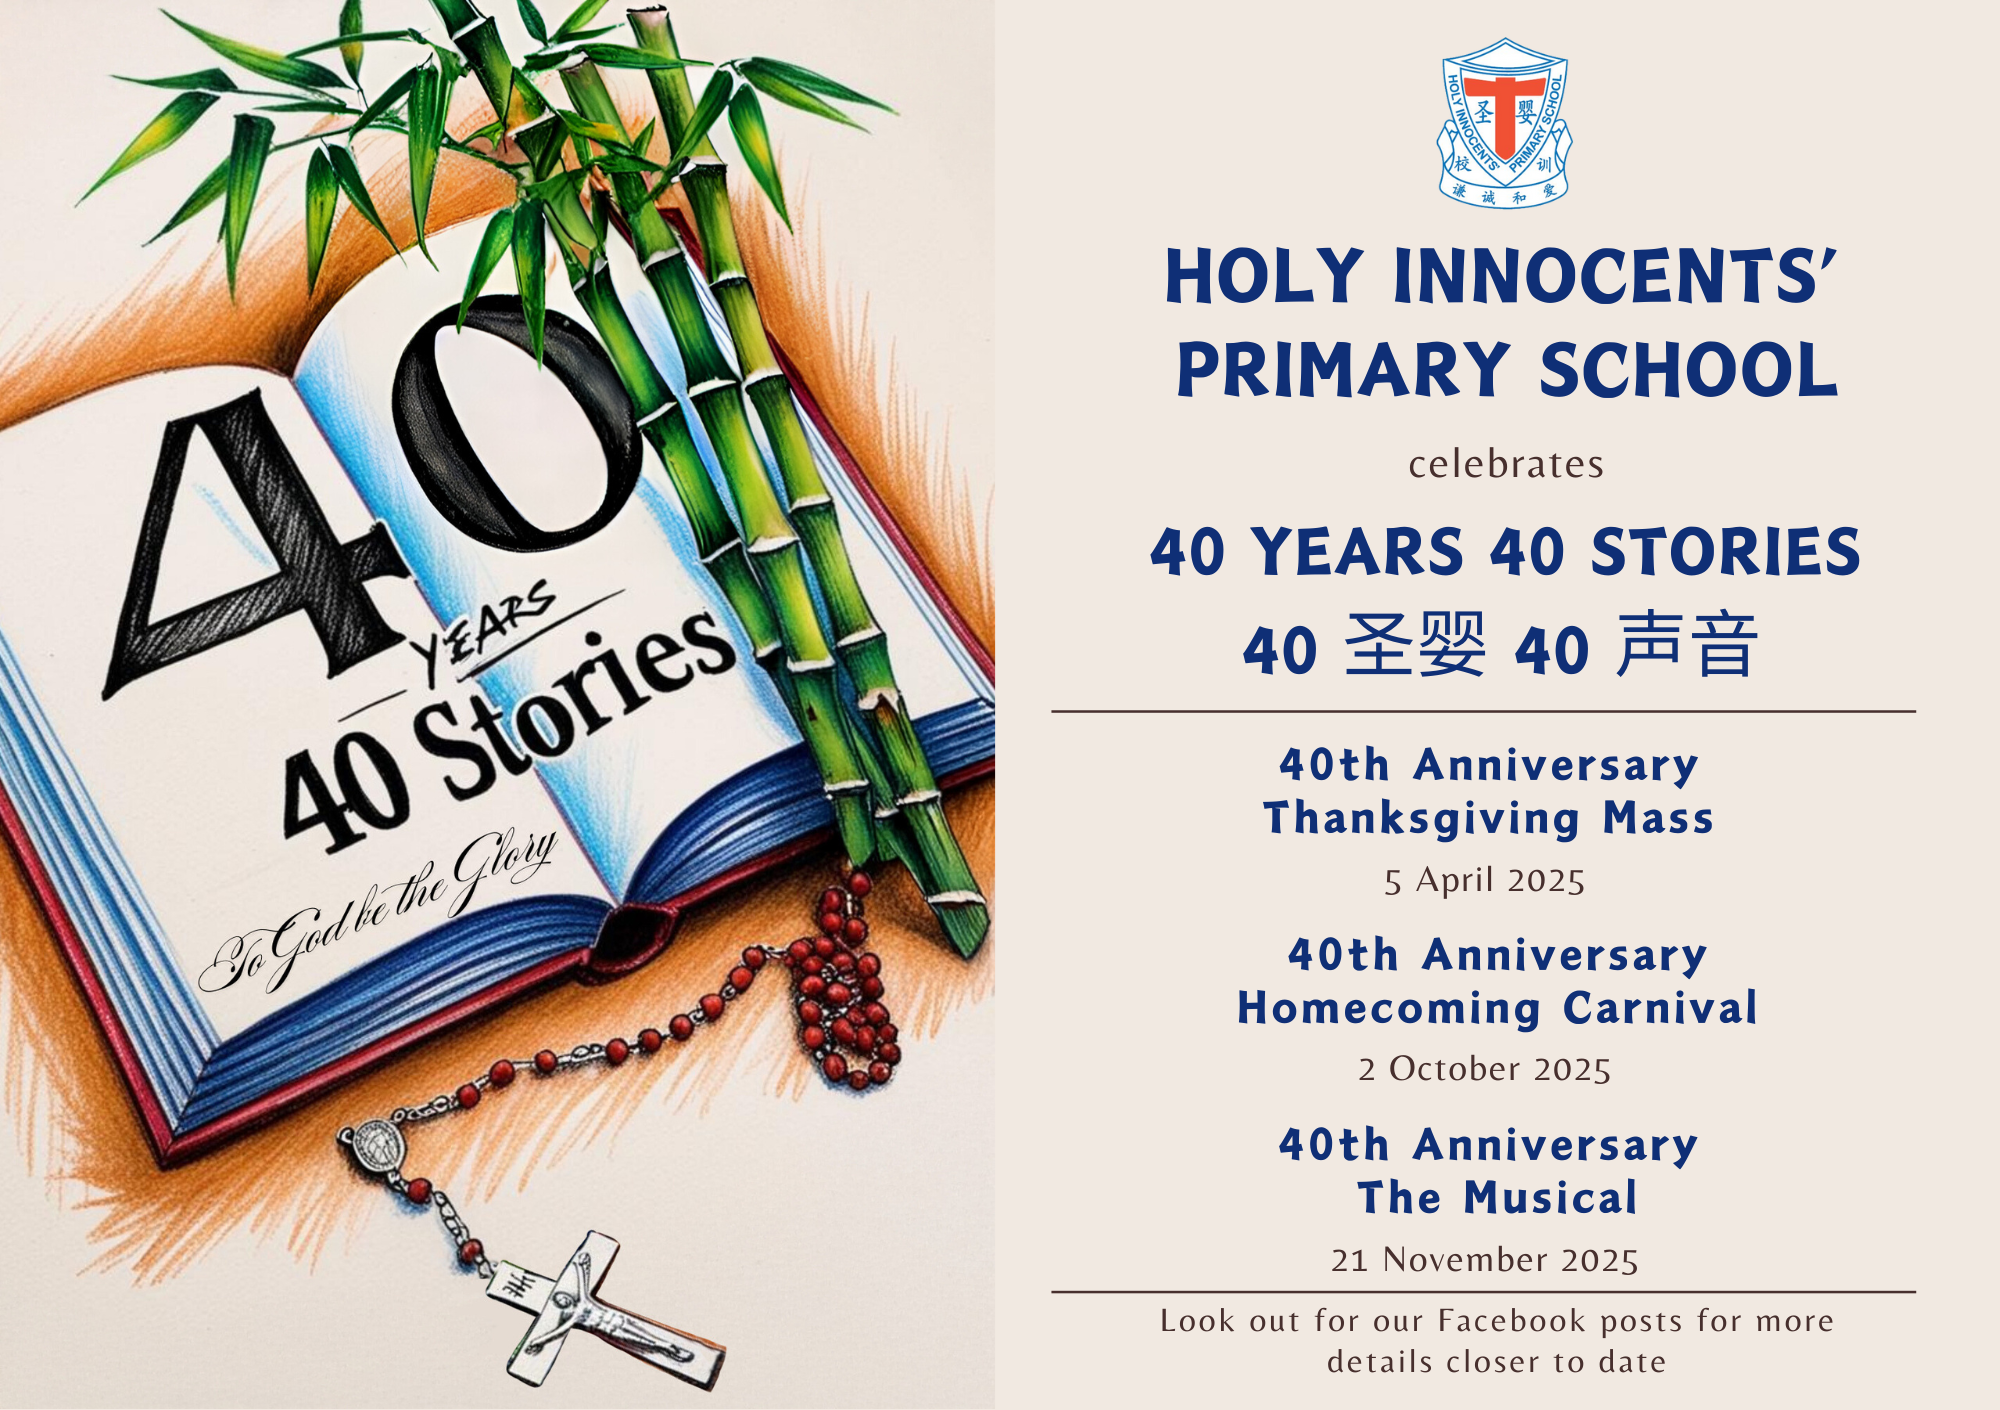 40
YEARS
40 Stories
To God be the Glory
HOLY INNOCENTS' PRIMARY SCHOOL
圣 婴
校 训
谦 诚 和 爱
HOLY INNOCENTS’
PRIMARY SCHOOL
celebrates
40 YEARS 40 STORIES
40 圣婴 40 声音
40th Anniversary
Thanksgiving Mass
5 April 2025
40th Anniversary
Homecoming Carnival
2 October 2025
40th Anniversary
The Musical
21 November 2025
Look out for our Facebook posts for more
details closer to date